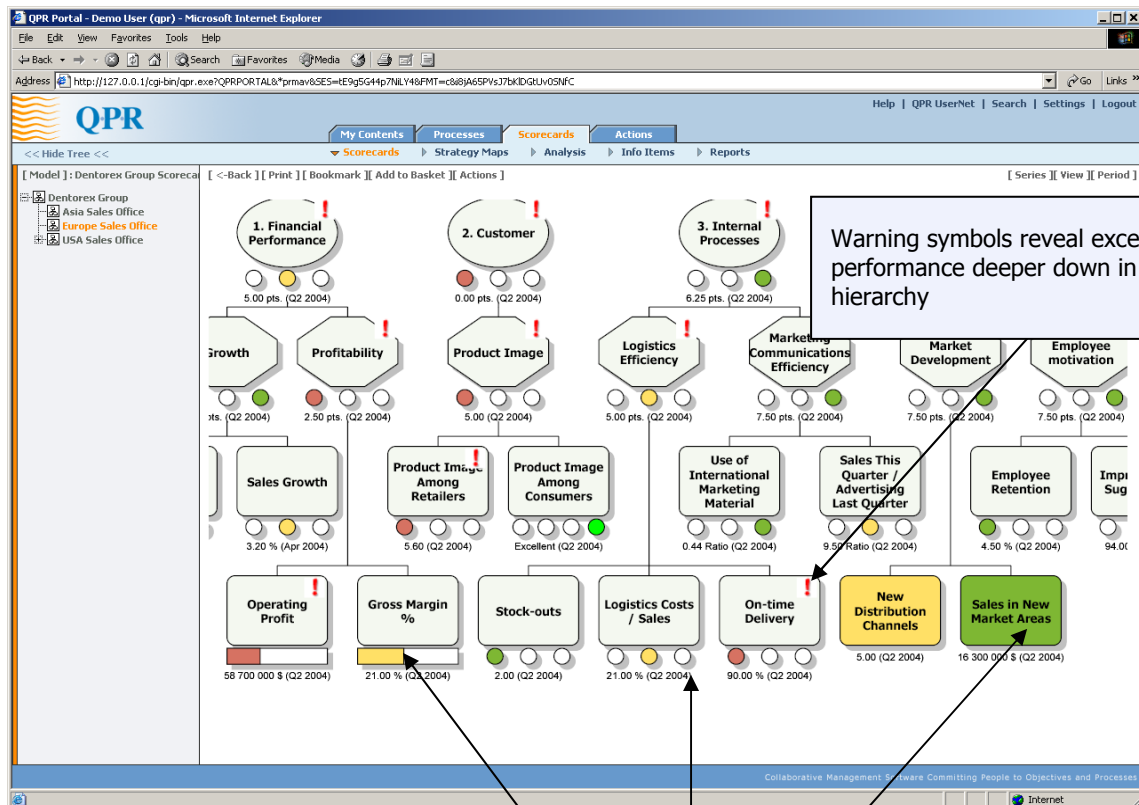 QPR Portal - Demo User (qpr) - Microsoft Internet Explorer
File Edit View Favorites Tools Help
Back Search Favorites Media
Address http://127.0.0.1/cgi-bin/qpr.exe?QPRPORTAL&*prmav&SES=tE9g5G44p7NiLY4&FMT=c&i8jA65PVsJ7bklDGtUv0SNfC Go Links »
Help | QPR UserNet | Search | Settings | Logout
QPR
My Contents Processes Scorecards Actions
<< Hide Tree << Scorecards Strategy Maps Analysis Info Items Reports
[ Model ] : Dentorex Group Scoreca [ <-Back ][ Print ][ Bookmark ][ Add to Basket ][ Actions ] [ Series ][ View ][ Period ]
Dentorex Group
Asia Sales Office
Europe Sales Office
USA Sales Office
1. Financial
Performance
2. Customer
3. Internal
Processes
5.00 pts. (Q2 2004)
0.00 pts. (Q2 2004)
6.25 pts. (Q2 2004)
Warning symbols reveal exce
performance deeper down in
hierarchy
Growth
Profitability
Product Image
Logistics
Efficiency
Marketing
Communications
Efficiency
Market
Development
Employee
motivation
pts. (Q2 2004)
2.50 pts. (Q2 2004)
5.00 (Q2 2004)
5.00 pts. (Q2 2004)
7.50 pts. (Q2 2004)
7.50 pts. (Q2 2004)
7.50 pts. (Q2 2004)
Sales Growth
Product Image
Among
Retailers
Product Image
Among
Consumers
Use of
International
Marketing
Material
Sales This
Quarter /
Advertising
Last Quarter
Employee
Retention
Impr
Sug
3.20 % (Apr 2004)
5.60 (Q2 2004)
Excellent (Q2 2004)
0.44 Ratio (Q2 2004)
9.50 Ratio (Q2 2004)
4.50 % (Q2 2004)
94.00
Operating
Profit
Gross Margin
%
Stock-outs
Logistics Costs
/ Sales
On-time
Delivery
New
Distribution
Channels
Sales in New
Market Areas
58 700 000 $ (Q2 2004)
21.00 % (Q2 2004)
2.00 (Q2 2004)
21.00 % (Q2 2004)
90.00 % (Q2 2004)
5.00 (Q2 2004)
16 300 000 $ (Q2 2004)
Collaborative Management Software Committing People to Objectives and Processes
Internet